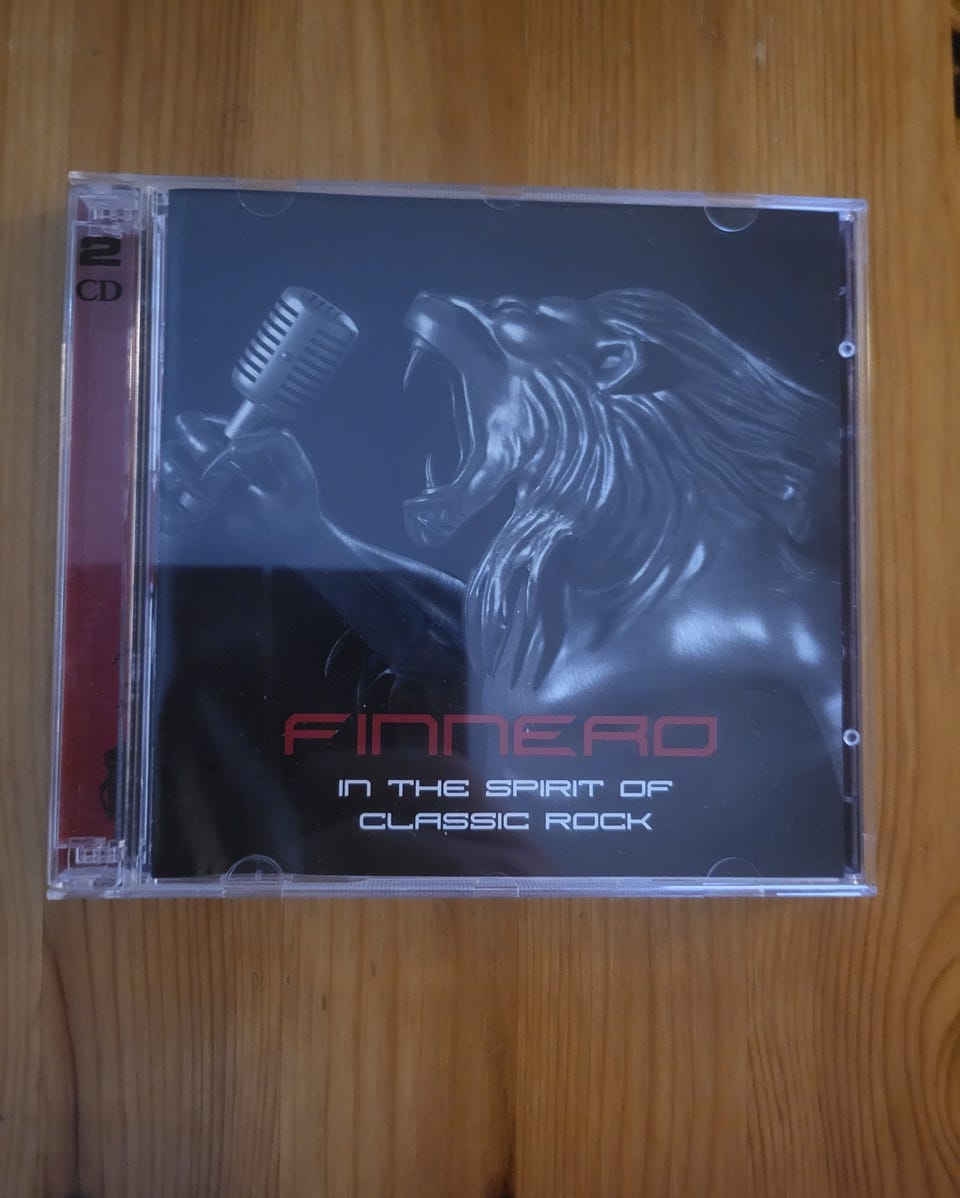 2
CD
FINNERO
IN THE SPIRIT OF
CLASSIC ROCK